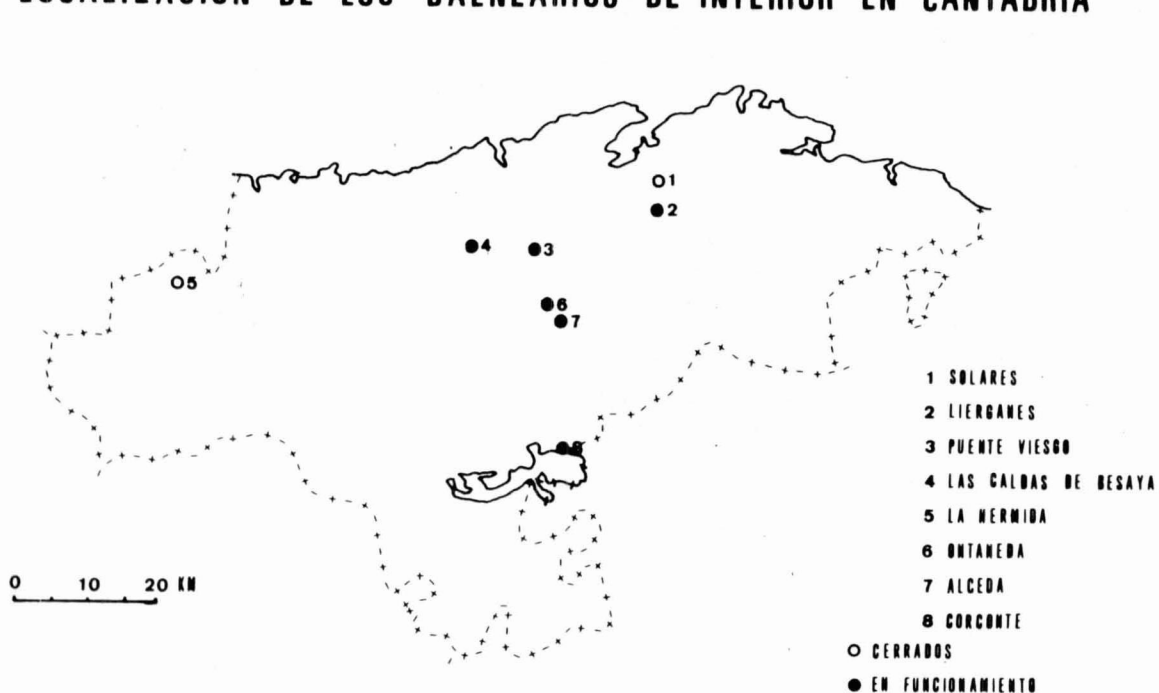 LOCALIZACION DE LOS BALNEARIOS DE INTERIOR EN CANTABRIA
1
2
4
3
5
6
7
8
1 SOLARES
2 LIERGANES
3 PUENTE VIESGO
4 LAS CALDAS DE BESAYA
5 LA HERMIDA
6 ONTANEDA
7 ALCEDA
8 CORCONTE
0 10 20 KM
CERRADOS
EN FUNCIONAMIENTO